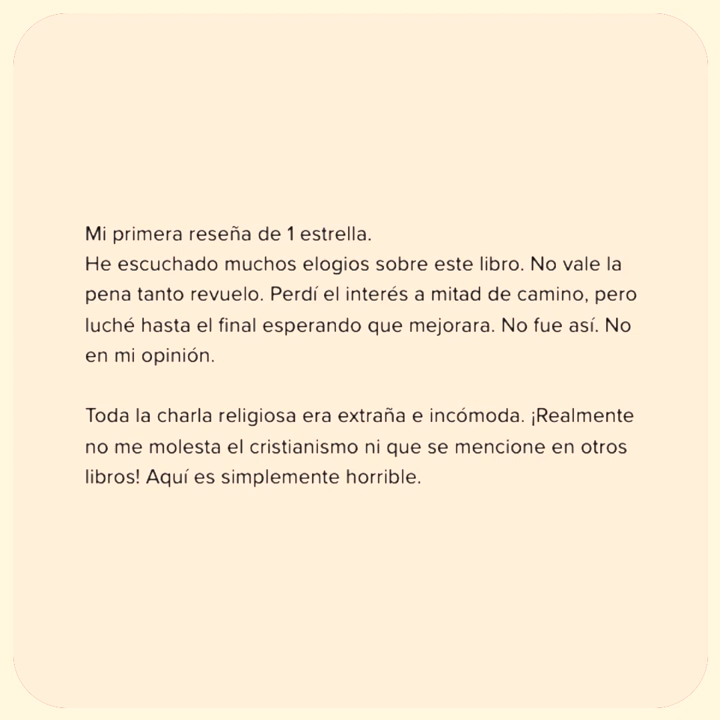 Mi primera reseña de 1 estrella.
He escuchado muchos elogios sobre este libro. No vale la
pena tanto revuelo. Perdí el interés a mitad de camino, pero
luché hasta el final esperando que mejorara. No fue así. No
en mi opinión.
Toda la charla religiosa era extraña e incómoda. ¡Realmente
no me molesta el cristianismo ni que se mencione en otros
libros! Aquí es simplemente horrible.